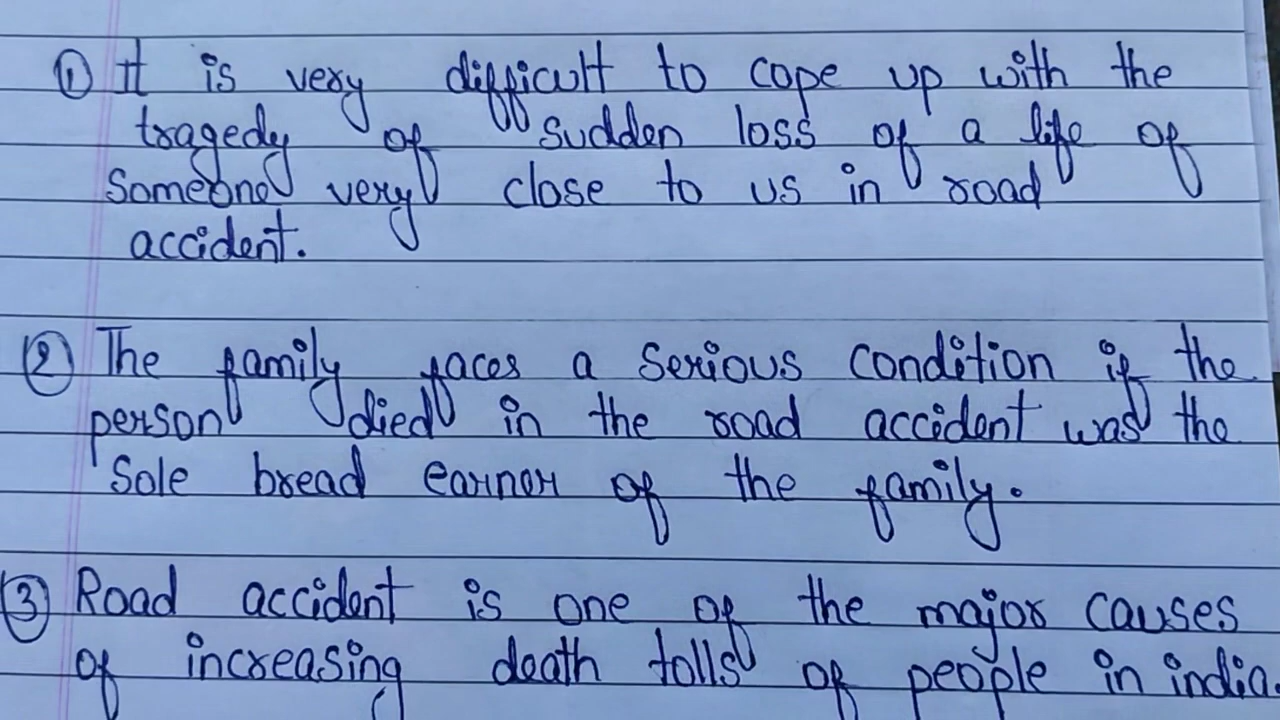 ① It is very difficult to cope up with the
tragedy of sudden loss of a life of
Someone very close to us in road
accident.
② The family faces a serious condition if the
person died in the road accident was the
Sole bread earner of the family.
③ Road accident is one of the major causes
of increasing death tolls of people in india.